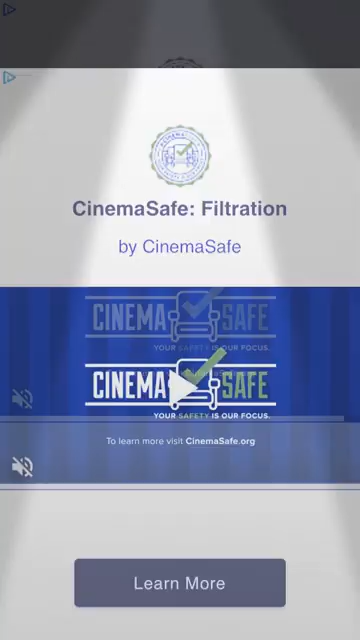 CinemaSafe: Filtration
by CinemaSafe
CINEMA SAFE
YOUR SAFETY IS OUR FOCUS.
CINEMA SAFE
YOUR SAFETY IS OUR FOCUS.
To learn more visit CinemaSafe.org
Learn More